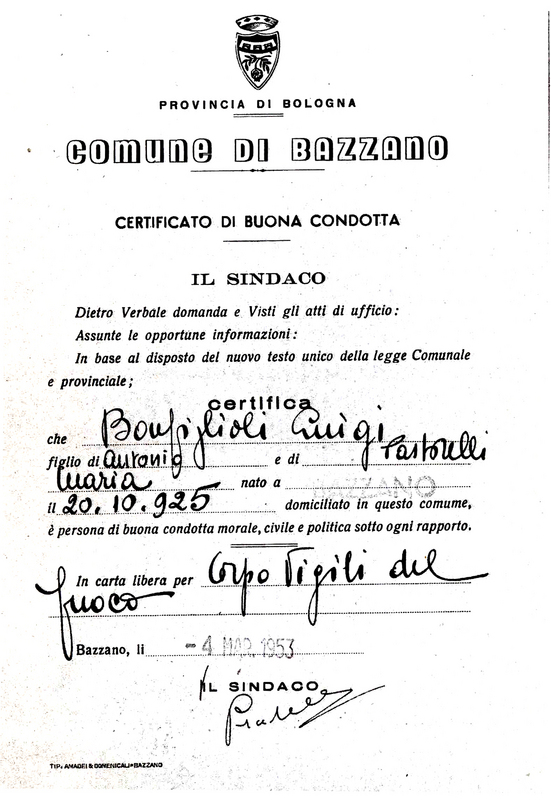 PROVINCIA DI BOLOGNA
COMUNE DI BAZZANO
CERTIFICATO DI BUONA CONDOTTA
IL SINDACO
Dietro Verbale domanda e Visti gli atti di ufficio:
Assunte le opportune informazioni:
In base al disposto del nuovo testo unico della legge Comunale
e provinciale;
certifica
che Bonfiglioli Luigi
figlio di Antonio e di Pastorelli
Maria nato a BAZZANO
il 20.10.925 domiciliato in questo comune,
è persona di buona condotta morale, civile e politica sotto ogni rapporto.
In carta libera per Corpo Vigili del
fuoco
Bazzano, li -4 MAR. 1953
IL SINDACO
TIP. AMADEI & DOMENICALI-BAZZANO